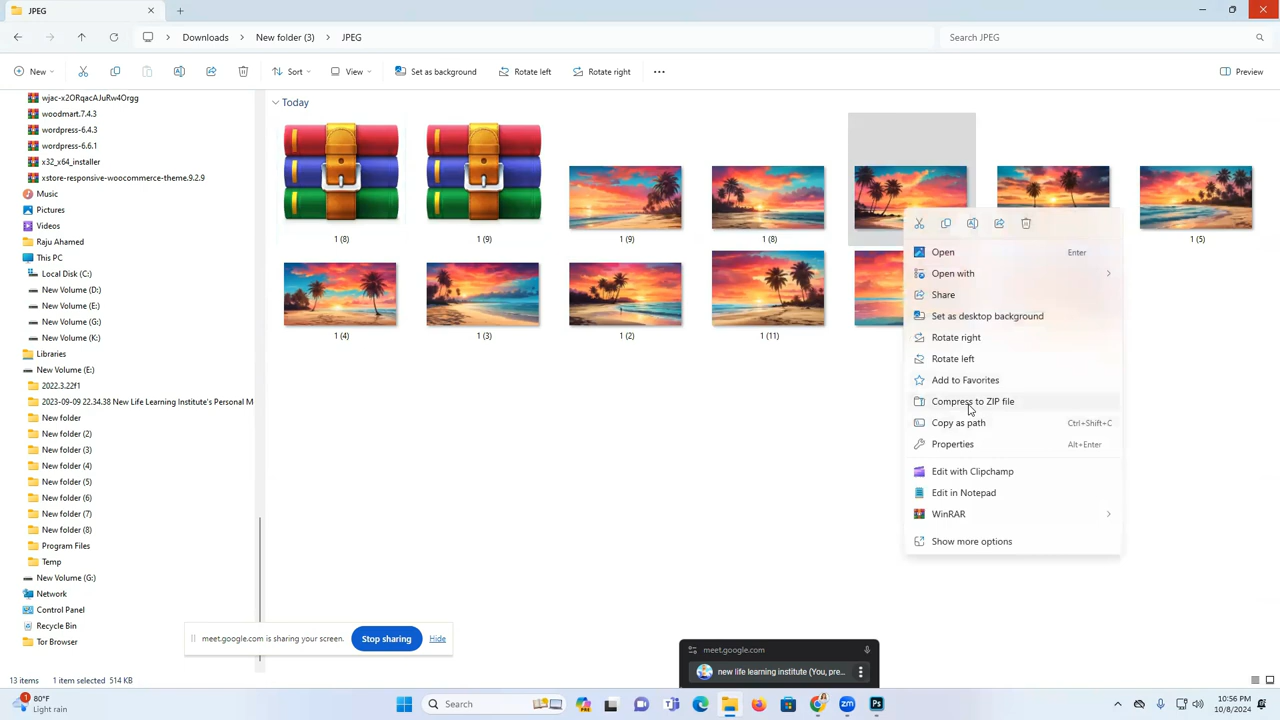 JPEG
Downloads > New folder (3) > JPEG
Search JPEG
New Sort View Set as background Rotate left Rotate right Preview
wjac-x2ORqacAJuRw4Orgg
woodmart.7.4.3
wordpress-6.4.3
wordpress-6.6.1
x32_x64_installer
xstore-responsive-woocommerce-theme.9.2.9
Music
Pictures
Videos
Raju Ahamed
This PC
Local Disk (C:)
New Volume (D:)
New Volume (E:)
New Volume (G:)
New Volume (K:)
Libraries
New Volume (E:)
2022.3.22f1
2023-09-09 22.34.38 New Life Learning Institute's Personal M
New folder
New folder (2)
New folder (3)
New folder (4)
New folder (5)
New folder (6)
New folder (7)
New folder (8)
Program Files
Temp
New Volume (G:)
Network
Control Panel
Recycle Bin
Tor Browser
Today
1 (8)
1 (9)
1 (9)
1 (8)
1 (5)
1 (4)
1 (3)
1 (2)
1 (11)
Open Enter
Open with
Share
Set as desktop background
Rotate right
Rotate left
Add to Favorites
Compress to ZIP file
Copy as path Ctrl+Shift+C
Properties Alt+Enter
Edit with Clipchamp
Edit in Notepad
WinRAR
Show more options
meet.google.com is sharing your screen. Stop sharing Hide
meet.google.com
new life learning institute (You, pre...
13 items 1 item selected
80°F
Light rain
Search
10:56 PM
10/8/2024